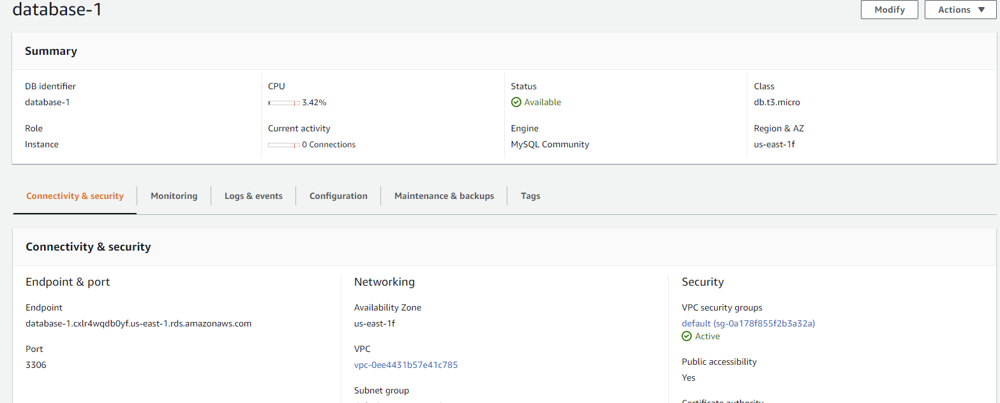 database-1
Modify
Actions
Summary
DB identifier
database-1
CPU
3.42%
Status
Available
Class
db.t3.micro
Role
Instance
Current activity
0 Connections
Engine
MySQL Community
Region & AZ
us-east-1f
Connectivity & security
Monitoring
Logs & events
Configuration
Maintenance & backups
Tags
Connectivity & security
Endpoint & port
Endpoint
database-1.cxlr4wqdb0yf.us-east-1.rds.amazonaws.com
Port
3306
Networking
Availability Zone
us-east-1f
VPC
vpc-0ee4431b57e41c785
Subnet group
Security
VPC security groups
default (sg-0a178f855f2b3a32a)
Active
Public accessibility
Yes
Certificate authority